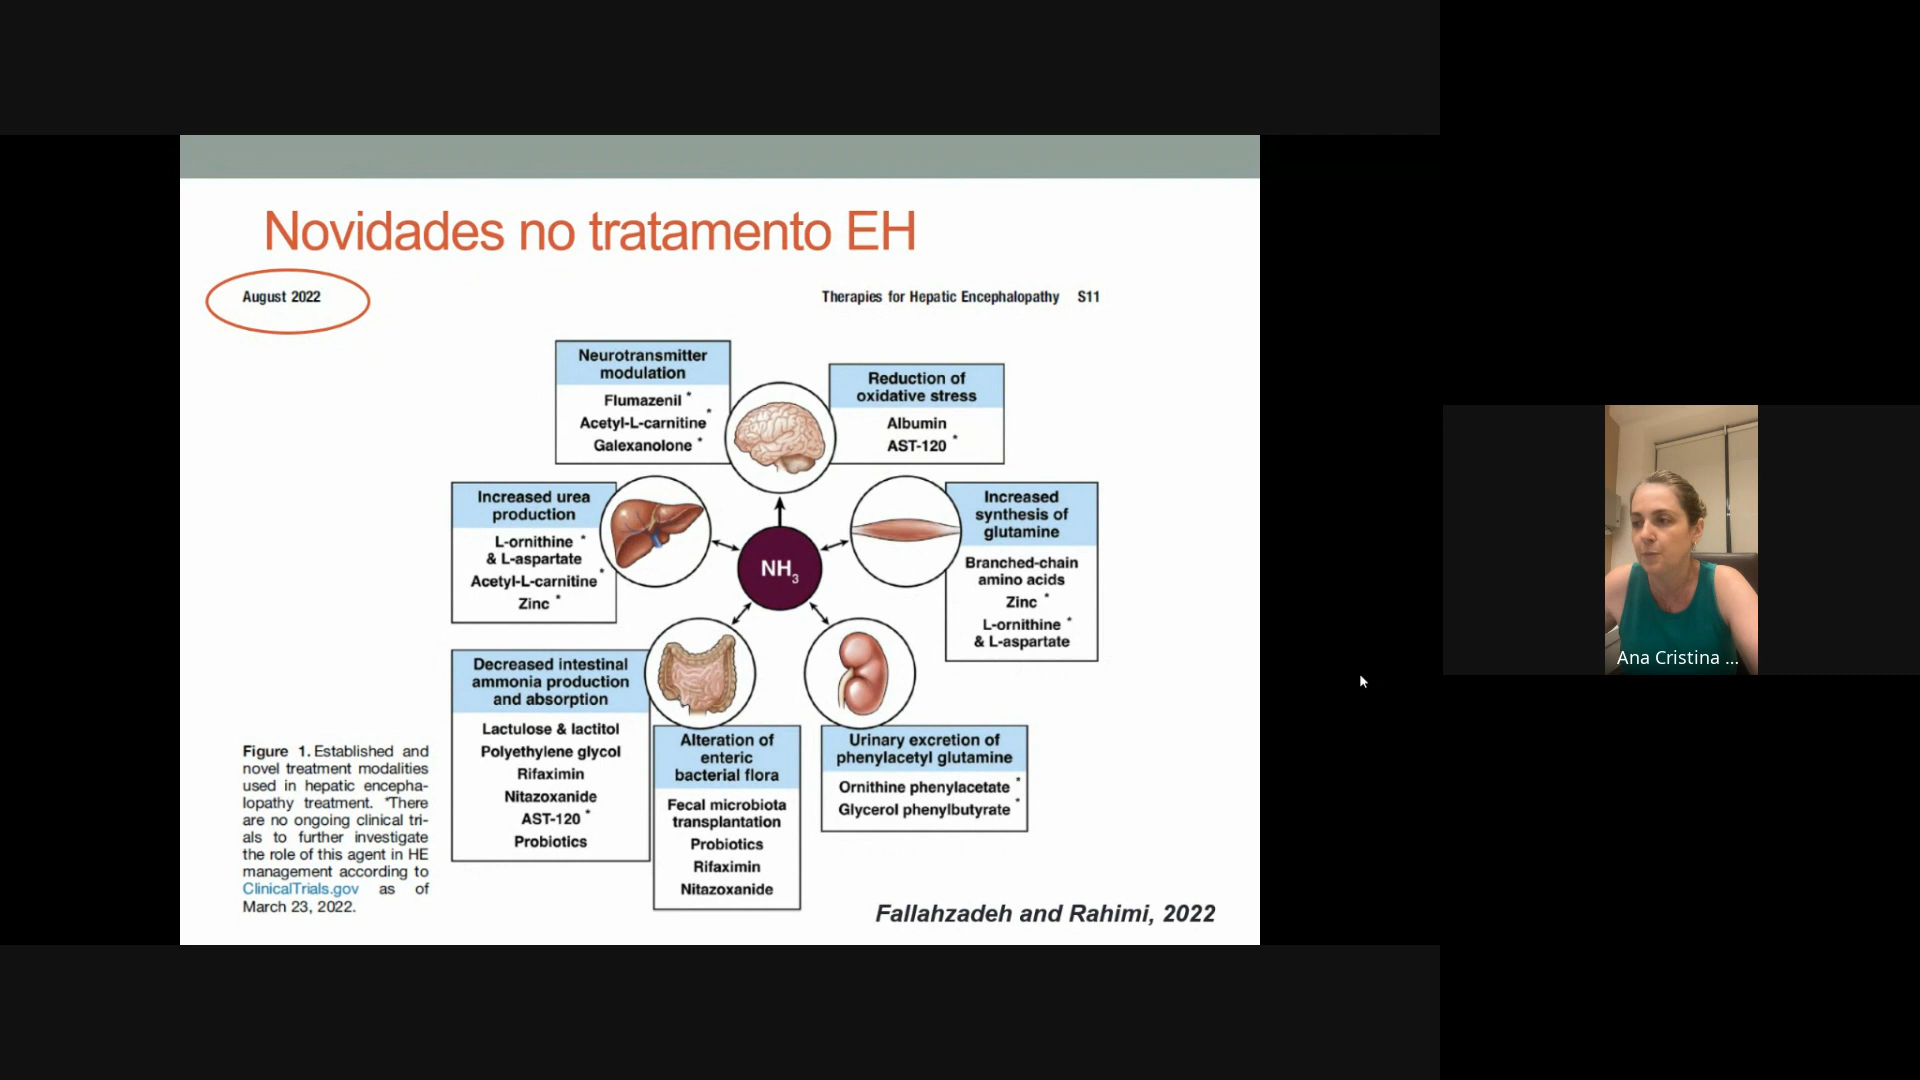 Novidades no tratamento EH
August 2022
Therapies for Hepatic Encephalopathy S11
Neurotransmitter
modulation
Flumazenil *
Acetyl-L-carnitine *
Galexanolone *
Reduction of
oxidative stress
Albumin
AST-120 *
Increased urea
production
L-ornithine *
& L-aspartate
Acetyl-L-carnitine *
Zinc *
NH3
Increased
synthesis of
glutamine
Branched-chain
amino acids
Zinc *
L-ornithine *
& L-aspartate
Decreased intestinal
ammonia production
and absorption
Lactulose & lactitol
Polyethylene glycol
Rifaximin
Nitazoxanide
AST-120 *
Probiotics
Alteration of
enteric
bacterial flora
Fecal microbiota
transplantation
Probiotics
Rifaximin
Nitazoxanide
Urinary excretion of
phenylacetyl glutamine
Ornithine phenylacetate *
Glycerol phenylbutyrate *
Figure 1. Established and
novel treatment modalities
used in hepatic encepha-
lopathy treatment. *There
are no ongoing clinical tri-
als to further investigate
the role of this agent in HE
management according to
ClinicalTrials.gov as of
March 23, 2022.
Fallahzadeh and Rahimi, 2022
Ana Cristina ...